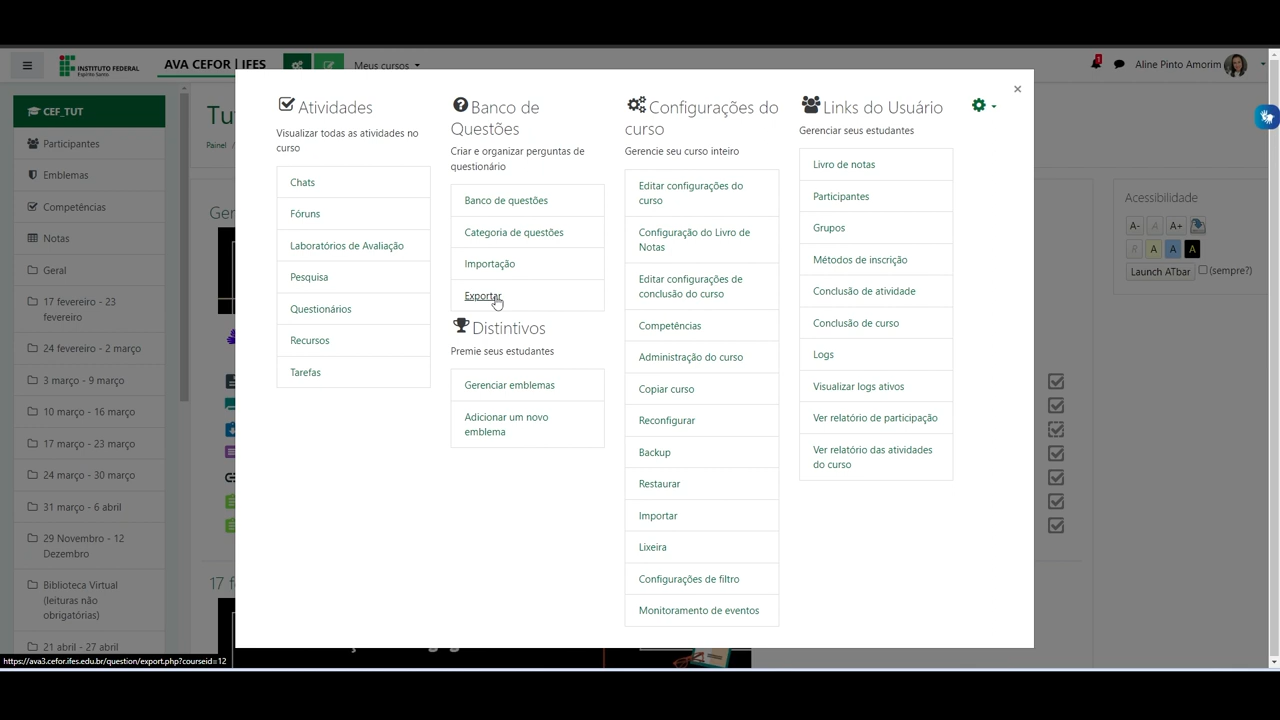 INSTITUTO FEDERAL
Espírito Santo
AVA CEFOR | IFES
Meus cursos
1
Aline Pinto Amorim
CEF_TUT
Participantes
Emblemas
Competências
Notas
Geral
17 fevereiro - 23
fevereiro
24 fevereiro - 2 março
3 março - 9 março
10 março - 16 março
17 março - 23 março
24 março - 30 março
31 março - 6 abril
29 Novembro - 12
Dezembro
Biblioteca Virtual
(leituras não
obrigatórias)
21 abril - 27 abril
https://ava3.cefor.ifes.edu.br/question/export.php?courseid=12
Tu
Painel /
Ger
17 f
Atividades
Visualizar todas as atividades no
curso
Chats
Fóruns
Laboratórios de Avaliação
Pesquisa
Questionários
Recursos
Tarefas
Banco de
Questões
Criar e organizar perguntas de
questionário
Banco de questões
Categoria de questões
Importação
Exportar
Distintivos
Premie seus estudantes
Gerenciar emblemas
Adicionar um novo
emblema
Configurações do
curso
Gerencie seu curso inteiro
Editar configurações do
curso
Configuração do Livro de
Notas
Editar configurações de
conclusão do curso
Competências
Administração do curso
Copiar curso
Reconfigurar
Backup
Restaurar
Importar
Lixeira
Configurações de filtro
Monitoramento de eventos
Links do Usuário
Gerenciar seus estudantes
Livro de notas
Participantes
Grupos
Métodos de inscrição
Conclusão de atividade
Conclusão de curso
Logs
Visualizar logs ativos
Ver relatório de participação
Ver relatório das atividades
do curso
×
Acessibilidade
A- A A+
R A A A
Launch ATbar (sempre?)